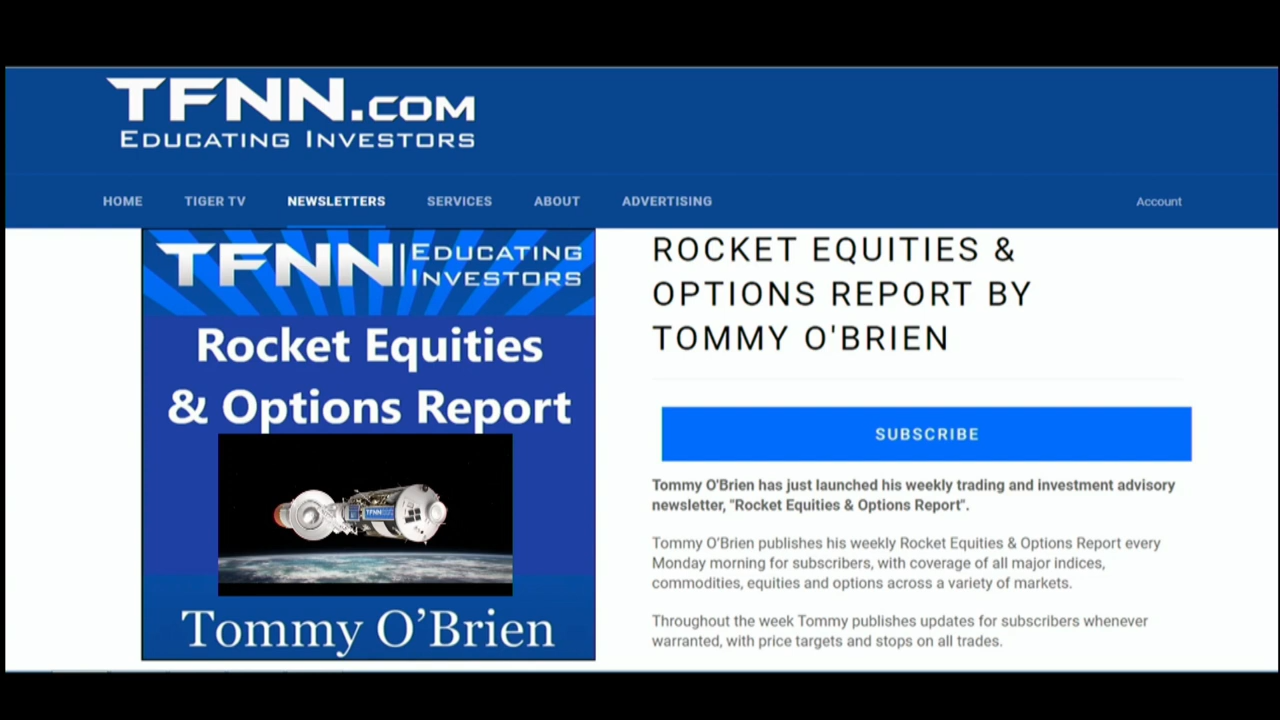 TFNN.COM
EDUCATING INVESTORS
HOME TIGER TV NEWSLETTERS SERVICES ABOUT ADVERTISING Account
TFNN | EDUCATING
INVESTORS
Rocket Equities
& Options Report
TFNN
Tommy O’Brien
ROCKET EQUITIES &
OPTIONS REPORT BY
TOMMY O'BRIEN
SUBSCRIBE
Tommy O'Brien has just launched his weekly trading and investment advisory
newsletter, "Rocket Equities & Options Report".
Tommy O’Brien publishes his weekly Rocket Equities & Options Report every
Monday morning for subscribers, with coverage of all major indices,
commodities, equities and options across a variety of markets.
Throughout the week Tommy publishes updates for subscribers whenever
warranted, with price targets and stops on all trades.